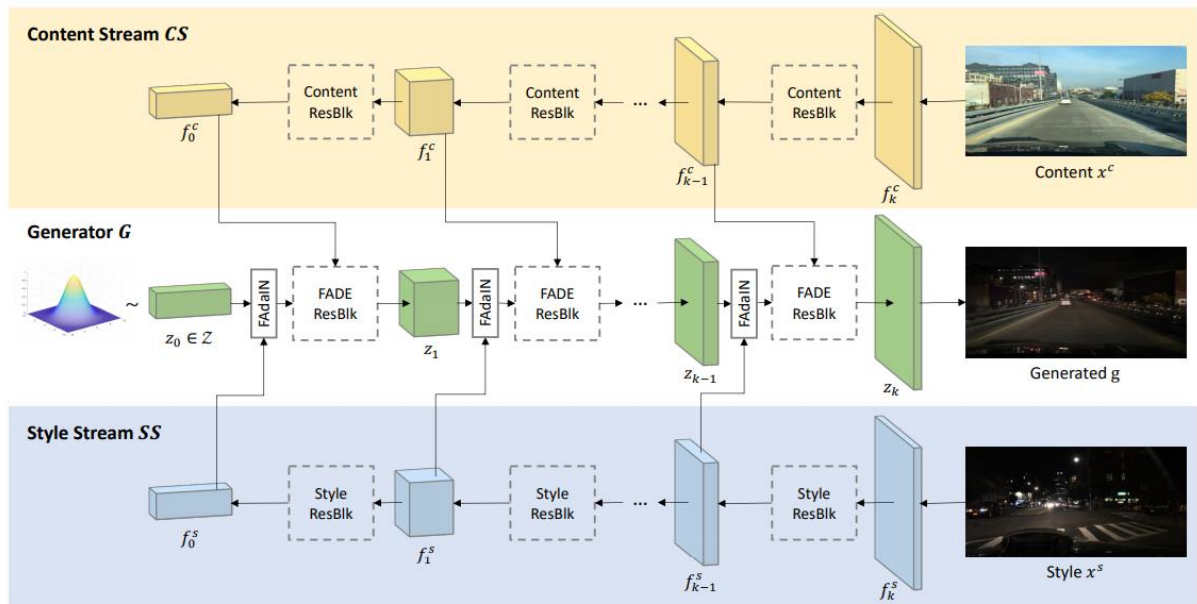 Content Stream CS
Content
ResBlk
Content
ResBlk
...
Content
ResBlk
f_0^c
f_1^c
f_{k-1}^c
f_k^c
Content x^c
Generator G
~
z_0 ∈ Z
FAdaIN
FADE
ResBlk
z_1
FAdaIN
FADE
ResBlk
...
z_{k-1}
FAdaIN
FADE
ResBlk
z_k
Generated g
Style Stream SS
Style
ResBlk
Style
ResBlk
...
Style
ResBlk
f_0^s
f_1^s
f_{k-1}^s
f_k^s
Style x^s